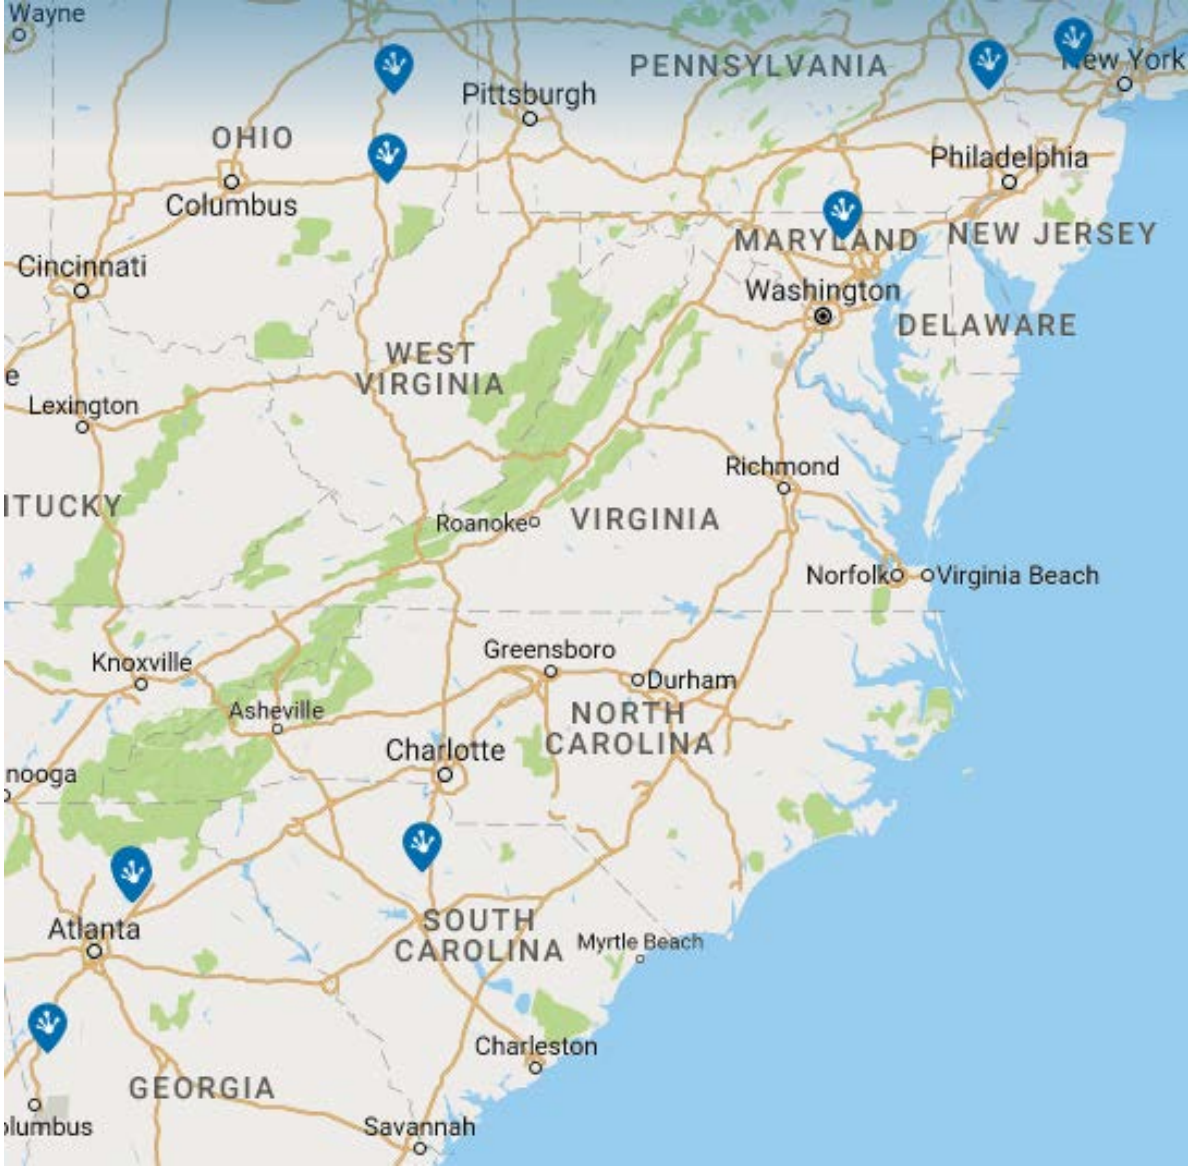 Wayne
PENNSYLVANIA
New York
Pittsburgh
OHIO
Philadelphia
Columbus
MARYLAND
NEW JERSEY
Cincinnati
Washington
DELAWARE
WEST
VIRGINIA
e
Lexington
Richmond
ITUCKY
Roanoke
VIRGINIA
Norfolk
Virginia Beach
Greensboro
Knoxville
Durham
Asheville
NORTH
CAROLINA
Charlotte
nooga
Atlanta
SOUTH
CAROLINA
Myrtle Beach
Charleston
GEORGIA
olumbus
Savannah